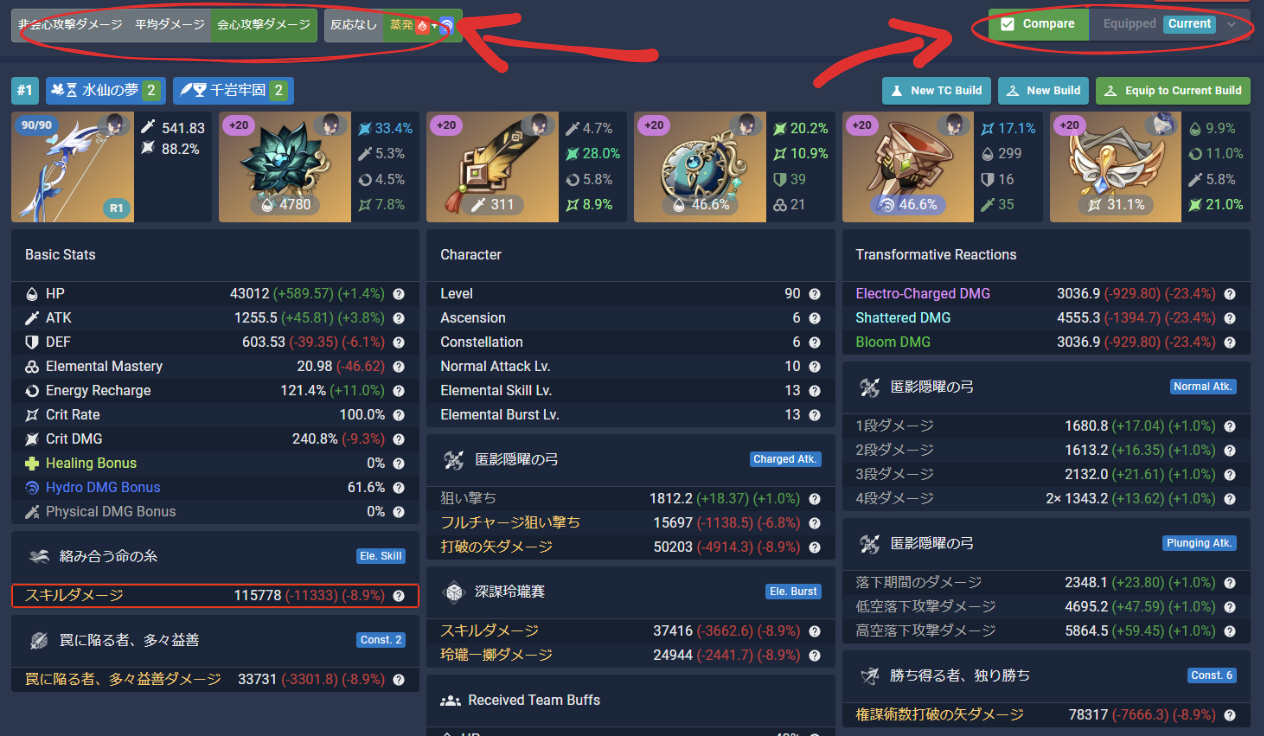 非会心攻撃ダメージ 平均ダメージ 会心攻撃ダメージ 反応なし 蒸発 + Compare Equipped Current
#1 水仙の夢 2 千岩牢固 2 New TC Build New Build Equip to Current Build
90/90 R1 541.83 88.2%
+20 4780 33.4% 5.3% 4.5% 7.8%
+20 311 4.7% 28.0% 5.8% 8.9%
+20 46.6% 20.2% 10.9% 39 21
+20 46.6% 17.1% 299 16 35
+20 31.1% 9.9% 11.0% 5.8% 21.0%
Basic Stats
HP 43012 (+589.57) (+1.4%)
ATK 1255.5 (+45.81) (+3.8%)
DEF 603.53 (-39.35) (-6.1%)
Elemental Mastery 20.98 (-46.62)
Energy Recharge 121.4% (+11.0%)
Crit Rate 100.0%
Crit DMG 240.8% (-9.3%)
Healing Bonus 0%
Hydro DMG Bonus 61.6%
Physical DMG Bonus 0%
絡み合う命の糸 Ele. Skill
スキルダメージ 115778 (-11333) (-8.9%)
罠に陥る者、多々益善 Const. 2
罠に陥る者、多々益善ダメージ 33731 (-3301.8) (-8.9%)
Character
Level 90
Ascension 6
Constellation 6
Normal Attack Lv. 10
Elemental Skill Lv. 13
Elemental Burst Lv. 13
匿影隠曜の弓 Charged Atk.
狙い撃ち 1812.2 (+18.37) (+1.0%)
フルチャージ狙い撃ち 15697 (-1138.5) (-6.8%)
打破の矢ダメージ 50203 (-4914.3) (-8.9%)
深謀玲瓏賽 Ele. Burst
スキルダメージ 37416 (-3662.6) (-8.9%)
玲瓏一擲ダメージ 24944 (-2441.7) (-8.9%)
Received Team Buffs
Transformative Reactions
Electro-Charged DMG 3036.9 (-929.80) (-23.4%)
Shattered DMG 4555.3 (-1394.7) (-23.4%)
Bloom DMG 3036.9 (-929.80) (-23.4%)
匿影隠曜の弓 Normal Atk.
1段ダメージ 1680.8 (+17.04) (+1.0%)
2段ダメージ 1613.2 (+16.35) (+1.0%)
3段ダメージ 2132.0 (+21.61) (+1.0%)
4段ダメージ 2× 1343.2 (+13.62) (+1.0%)
匿影隠曜の弓 Plunging Atk.
落下期間のダメージ 2348.1 (+23.80) (+1.0%)
低空落下攻撃ダメージ 4695.2 (+47.59) (+1.0%)
高空落下攻撃ダメージ 5864.5 (+59.45) (+1.0%)
勝ち得る者、独り勝ち Const. 6
権謀術数打破の矢ダメージ 78317 (-7666.3) (-8.9%)